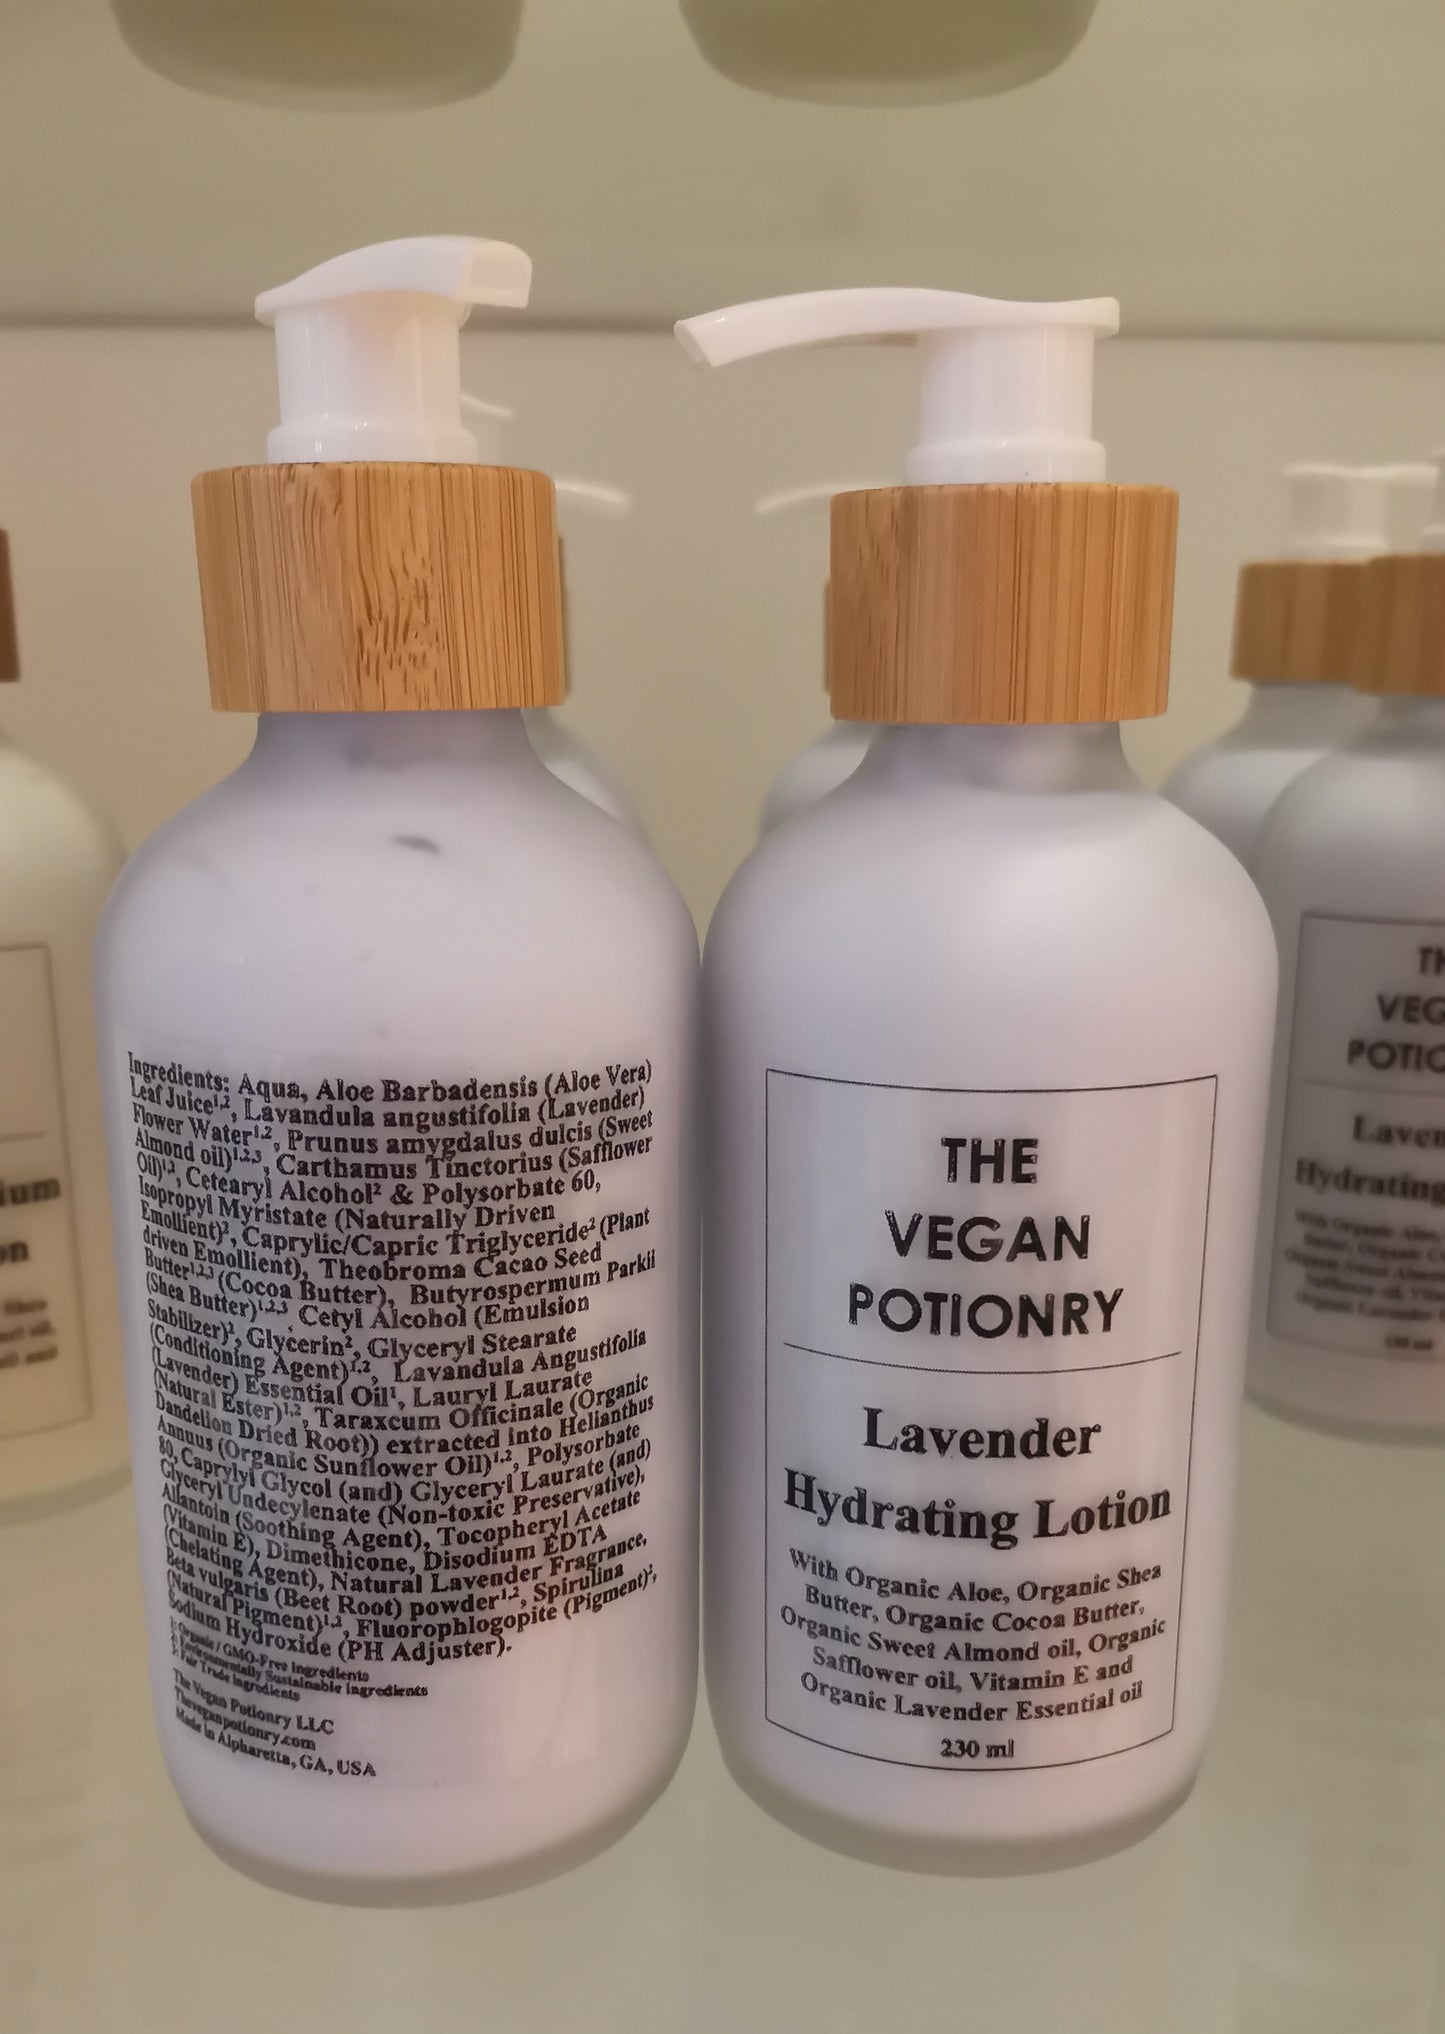 Ingredients: Aqua, Aloe Barbadensis (Aloe Vera)
Leaf Juice¹,², Lavandula angustifolia (Lavender)
Flower Water¹,², Prunus amygdalus dulcis (Sweet
Almond oil)¹,²,³, Carthamus Tinctorius (Safflower
Oil)¹,², Cetearyl Alcohol² & Polysorbate 60,
Isopropyl Myristate (Naturally Driven
Emollient)², Caprylic/Capric Triglyceride² (Plant
driven Emollient), Theobroma Cacao Seed
Butter¹,²,³ (Cocoa Butter), Butyrospermum Parkii
(Shea Butter)¹,²,³, Cetyl Alcohol (Emulsion
Stabilizer)², Glycerin², Glyceryl Stearate
(Conditioning Agent)¹,², Lavandula Angustifolia
(Lavender) Essential Oil¹, Lauryl Laurate
(Natural Ester)¹,², Taraxcum Officinale (Organic
Dandelion Dried Root)) extracted into Helianthus
Annuus (Organic Sunflower Oil)¹,², Polysorbate
80, Caprylyl Glycol (and) Glyceryl Laurate (and)
Glyceryl Undecylenate (Non-toxic Preservative),
Allantoin (Soothing Agent), Tocopheryl Acetate
(Vitamin E), Dimethicone, Disodium EDTA
(Chelating Agent), Natural Lavender Fragrance,
Beta vulgaris (Beet Root) powder¹,², Spirulina
(Natural Pigment)¹,², Fluorophlogopite (Pigment)²,
Sodium Hydroxide (PH Adjuster).
1: Organic / GMO-Free Ingredients
2: Environmentally Sustainable Ingredients
3: Fair Trade Ingredients
The Vegan Potionry LLC
Theveganpotionry.com
Made in Alpharetta, GA, USA
THE
VEGAN
POTIONRY
Lavender
Hydrating Lotion
With Organic Aloe, Organic Shea
Butter, Organic Cocoa Butter,
Organic Sweet Almond oil, Organic
Safflower oil, Vitamin E and
Organic Lavender Essential oil
230 ml